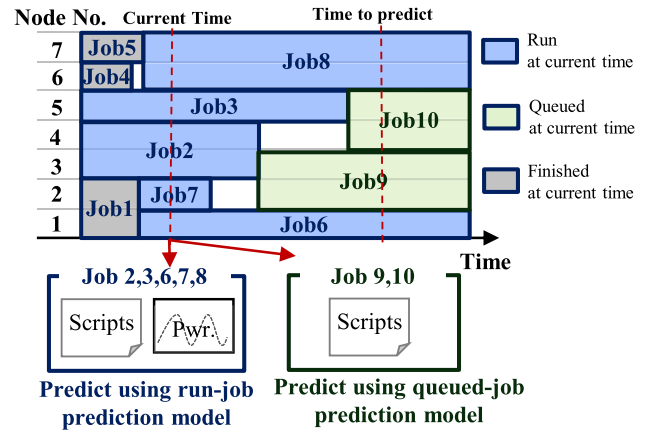 Node No.
Current Time
Time to predict
7
6
5
4
3
2
1
Job5
Job4
Job8
Job3
Job10
Job2
Job9
Job1
Job7
Job6
Time
Run
at current time
Queued
at current time
Finished
at current time
Job 2,3,6,7,8
Scripts
Pwr.
Predict using run-job
prediction model
Job 9,10
Scripts
Predict using queued-job
prediction model